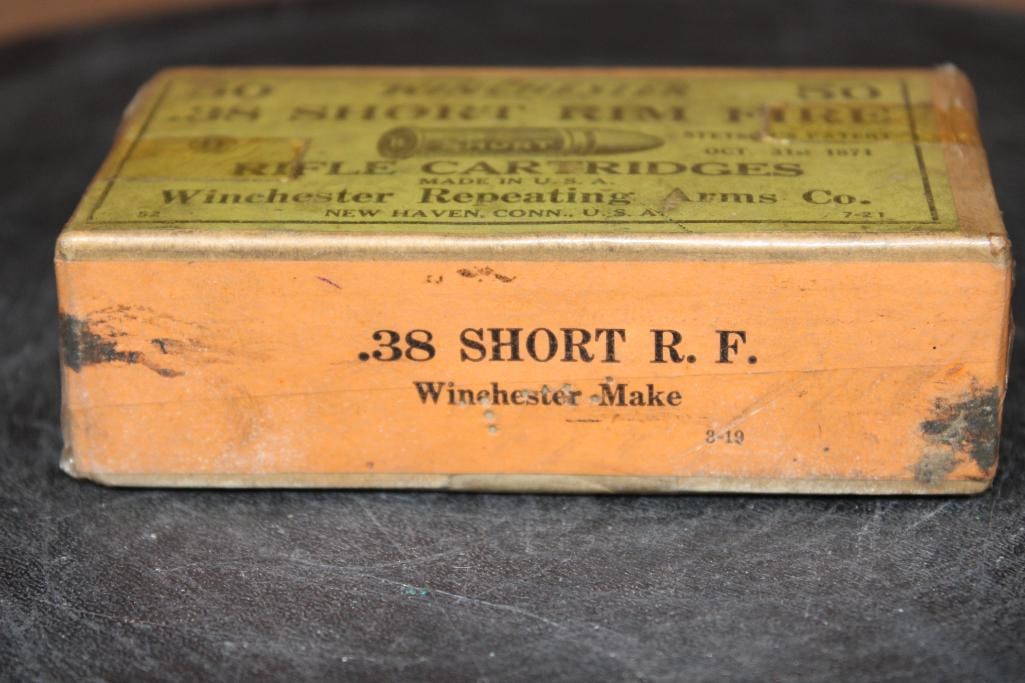 50 WINCHESTER 50
.38 SHORT RIM FIRE
SHORT
PATENT
OCT. 31st 1871
RIFLE CARTRIDGES
MADE IN U.S.A.
Winchester Repeating Arms Co.
52 NEW HAVEN, CONN., U.S.A. 7-21
.38 SHORT R. F.
Winchester Make
3-19